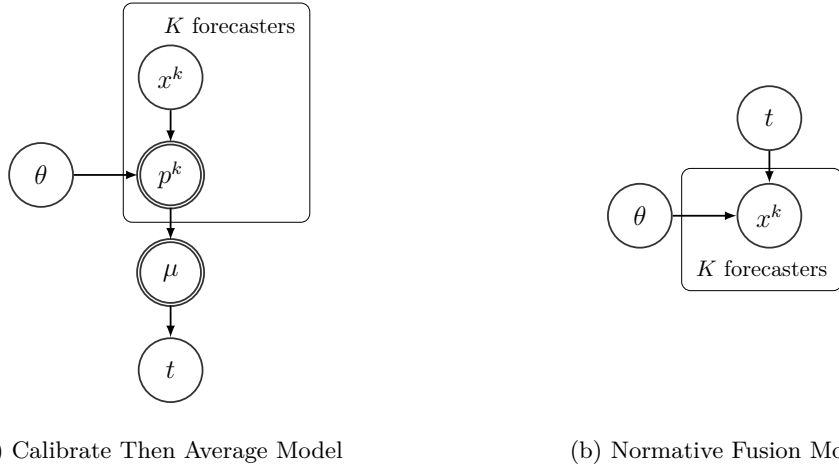 K forecasters
x^k
θ
p^k
μ
t
) Calibrate Then Average Model
t
θ
x^k
K forecasters
(b) Normative Fusion Mo